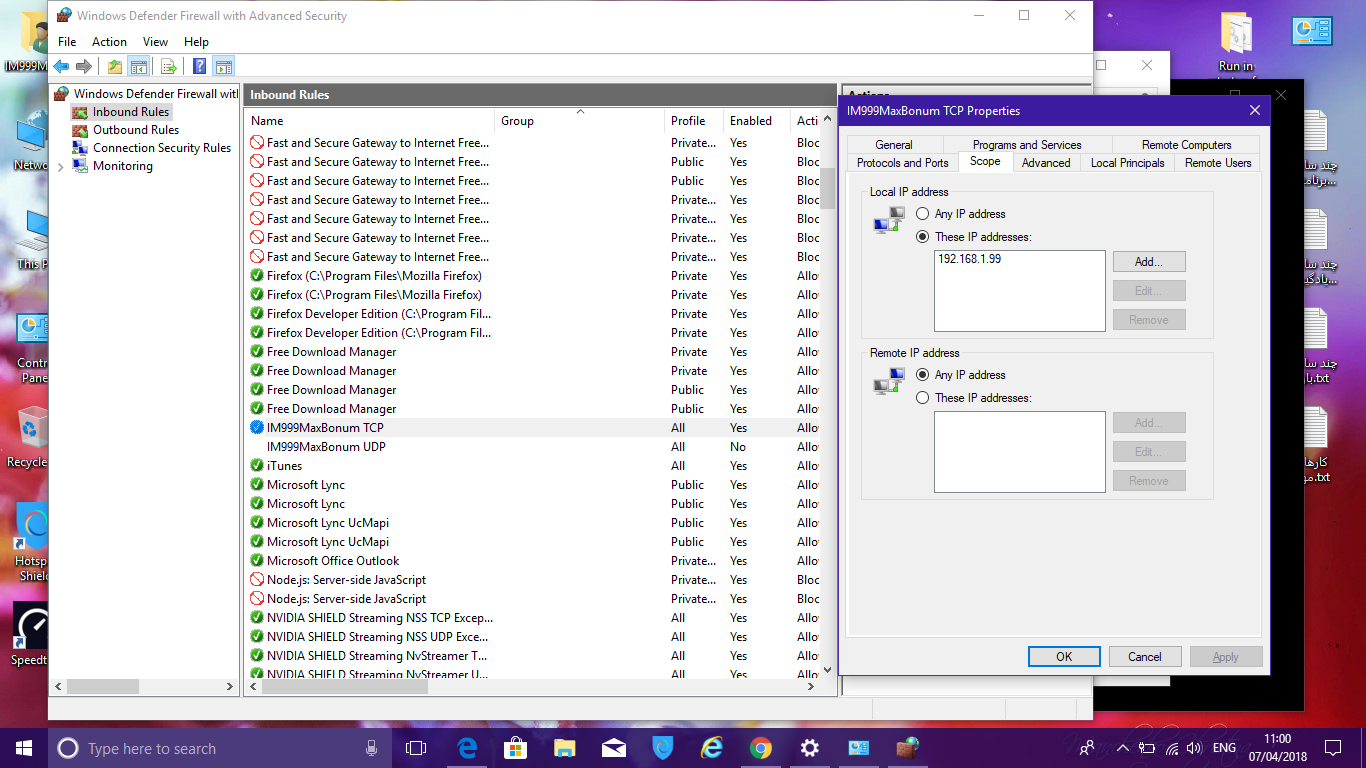 Windows Defender Firewall with Advanced Security
File Action View Help
Windows Defender Firewall witl
Inbound Rules
Outbound Rules
Connection Security Rules
Monitoring
Inbound Rules
Name Group Profile Enabled Acti
Fast and Secure Gateway to Internet Free... Private... Yes Bloc
Fast and Secure Gateway to Internet Free... Public Yes Bloc
Fast and Secure Gateway to Internet Free... Public Yes Bloc
Fast and Secure Gateway to Internet Free... Private... Yes Bloc
Fast and Secure Gateway to Internet Free... Private... Yes Bloc
Fast and Secure Gateway to Internet Free... Private... Yes Bloc
Fast and Secure Gateway to Internet Free... Private... Yes Bloc
Firefox (C:\Program Files\Mozilla Firefox) Private Yes Allo
Firefox (C:\Program Files\Mozilla Firefox) Private Yes Allo
Firefox Developer Edition (C:\Program Fil... Private Yes Allo
Firefox Developer Edition (C:\Program Fil... Private Yes Allo
Free Download Manager Private Yes Allo
Free Download Manager Private Yes Allo
Free Download Manager Public Yes Allo
Free Download Manager Public Yes Allo
IM999MaxBonum TCP All Yes Allo
IM999MaxBonum UDP All No Allo
iTunes All Yes Allo
Microsoft Lync Public Yes Allo
Microsoft Lync Public Yes Allo
Microsoft Lync UcMapi Public Yes Allo
Microsoft Lync UcMapi Public Yes Allo
Microsoft Office Outlook Private... Yes Allo
Node.js: Server-side JavaScript Private... Yes Bloc
Node.js: Server-side JavaScript Private... Yes Bloc
NVIDIA SHIELD Streaming NSS TCP Excep... All Yes Allo
NVIDIA SHIELD Streaming NSS UDP Exce... All Yes Allo
NVIDIA SHIELD Streaming NvStreamer T... All Yes Allo
NVIDIA SHIELD Streaming NvStreamer U... All Yes Allo
Actions
IM999MaxBonum TCP Properties
General Programs and Services Remote Computers
Protocols and Ports Scope Advanced Local Principals Remote Users
Local IP address
Any IP address
These IP addresses:
192.168.1.99
Add...
Edit...
Remove
Remote IP address
Any IP address
These IP addresses:
Add...
Edit...
Remove
OK Cancel Apply
IM999M
Netwo
This P
Contr
Pane
Recycle
Hotsp
Shiel
Speedt
Run in
چند سا
...برنام
چند سا
...یادگی
چند سا
کارها
Type here to search
ENG
11:00
07/04/2018